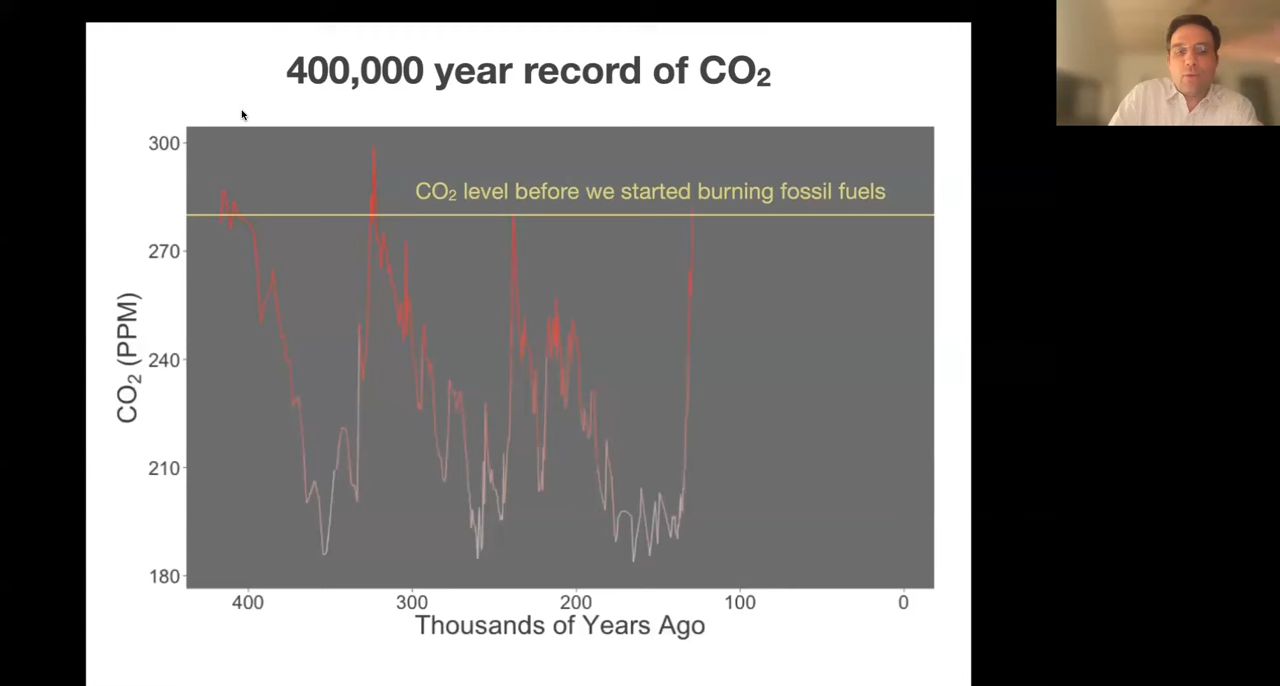 400,000 year record of CO₂
300
270
240
210
180
CO₂ (PPM)
CO₂ level before we started burning fossil fuels
400 300 200 100 0
Thousands of Years Ago